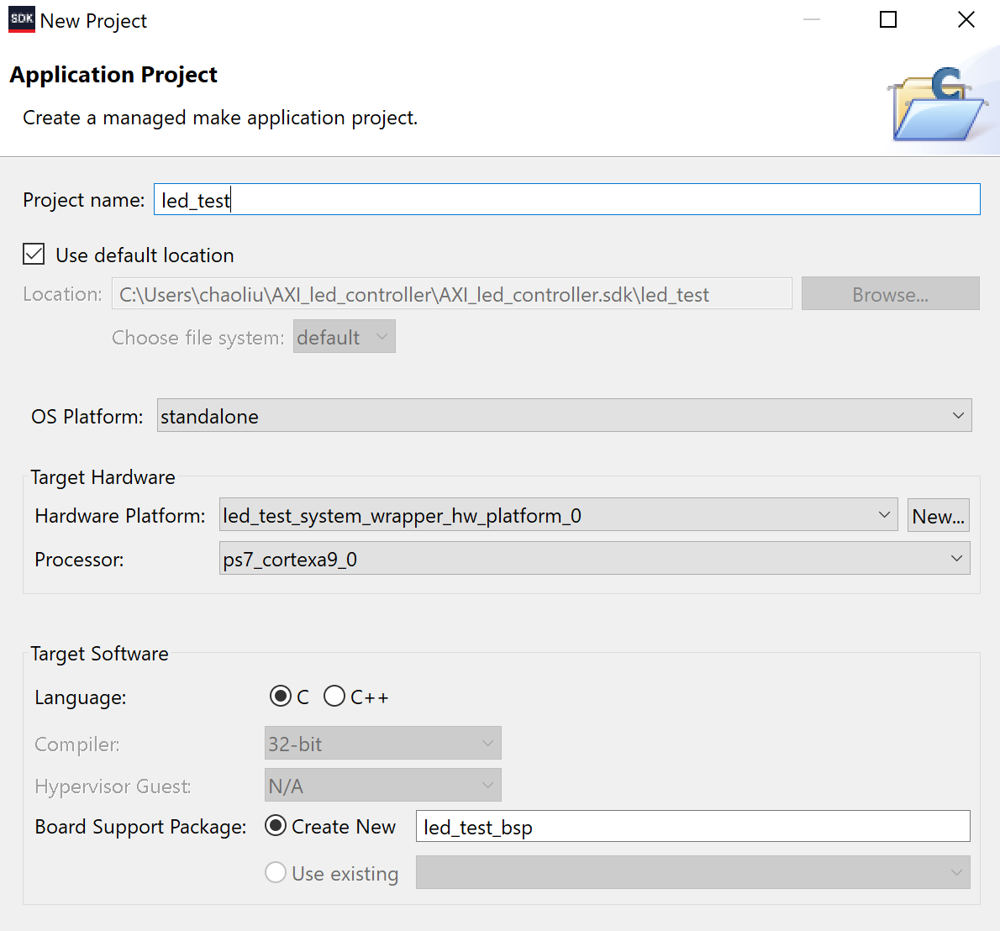 SDK New Project
Application Project
Create a managed make application project.
C
Project name: led_test
Use default location
Location: C:\Users\chaoliu\AXI_led_controller\AXI_led_controller.sdk\led_test Browse...
Choose file system: default
OS Platform: standalone
Target Hardware
Hardware Platform: led_test_system_wrapper_hw_platform_0 New...
Processor: ps7_cortexa9_0
Target Software
Language: C C++
Compiler: 32-bit
Hypervisor Guest: N/A
Board Support Package: Create New led_test_bsp
Use existing